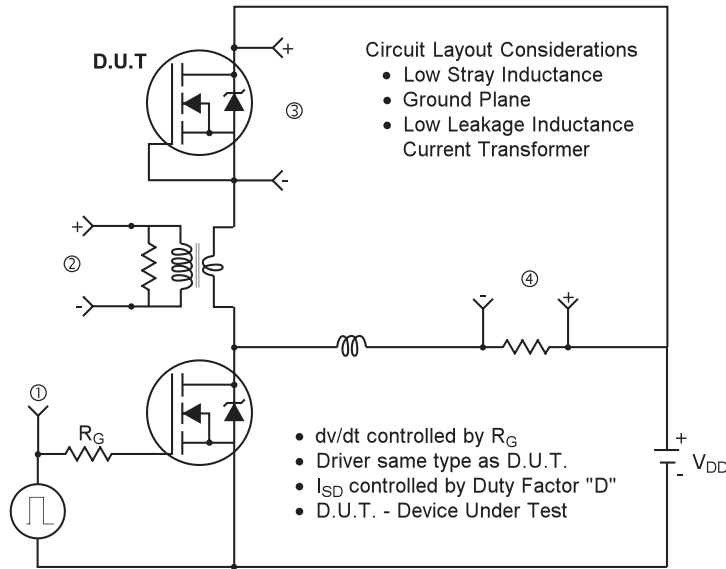 D.U.T
+
Circuit Layout Considerations
• Low Stray Inductance
• Ground Plane
• Low Leakage Inductance
Current Transformer
③
-
+
②
-
④
- +
①
R_G
• dv/dt controlled by R_G
• Driver same type as D.U.T.
• I_SD controlled by Duty Factor "D"
• D.U.T. - Device Under Test
+
V_DD
-